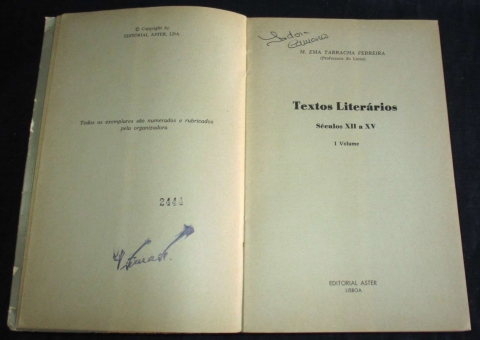 © Copyright by
EDITORIAL ASTER, LDA.
Todos os exemplares são numerados e rubricados
pela organizadora
2444
M. EMA TARRACHA FERREIRA
(Professora do Liceu)
Textos Literários
Séculos XII a XV
I Volume
EDITORIAL ASTER
LISBOA